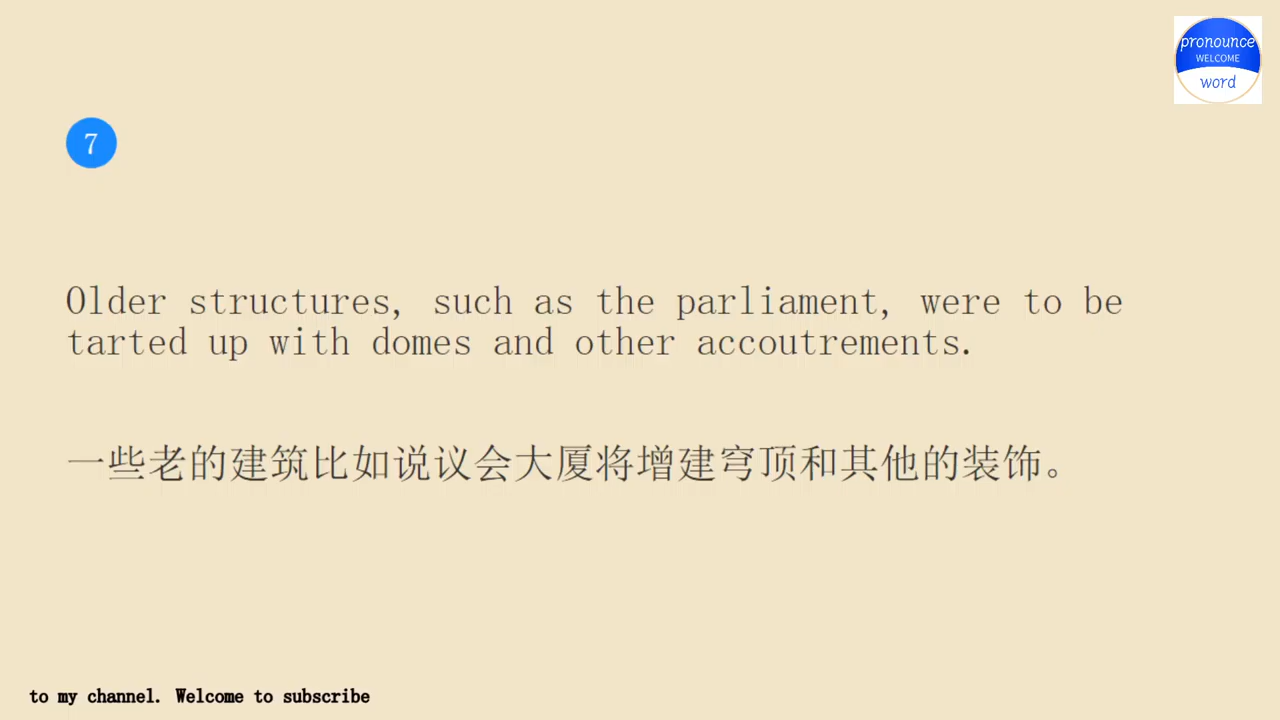 pronounce
WELCOME
word
7
Older structures, such as the parliament, were to be
tarted up with domes and other accoutrements.
一些老的建筑比如说议会大厦将增建穹顶和其他的装饰。
to my channel. Welcome to subscribe